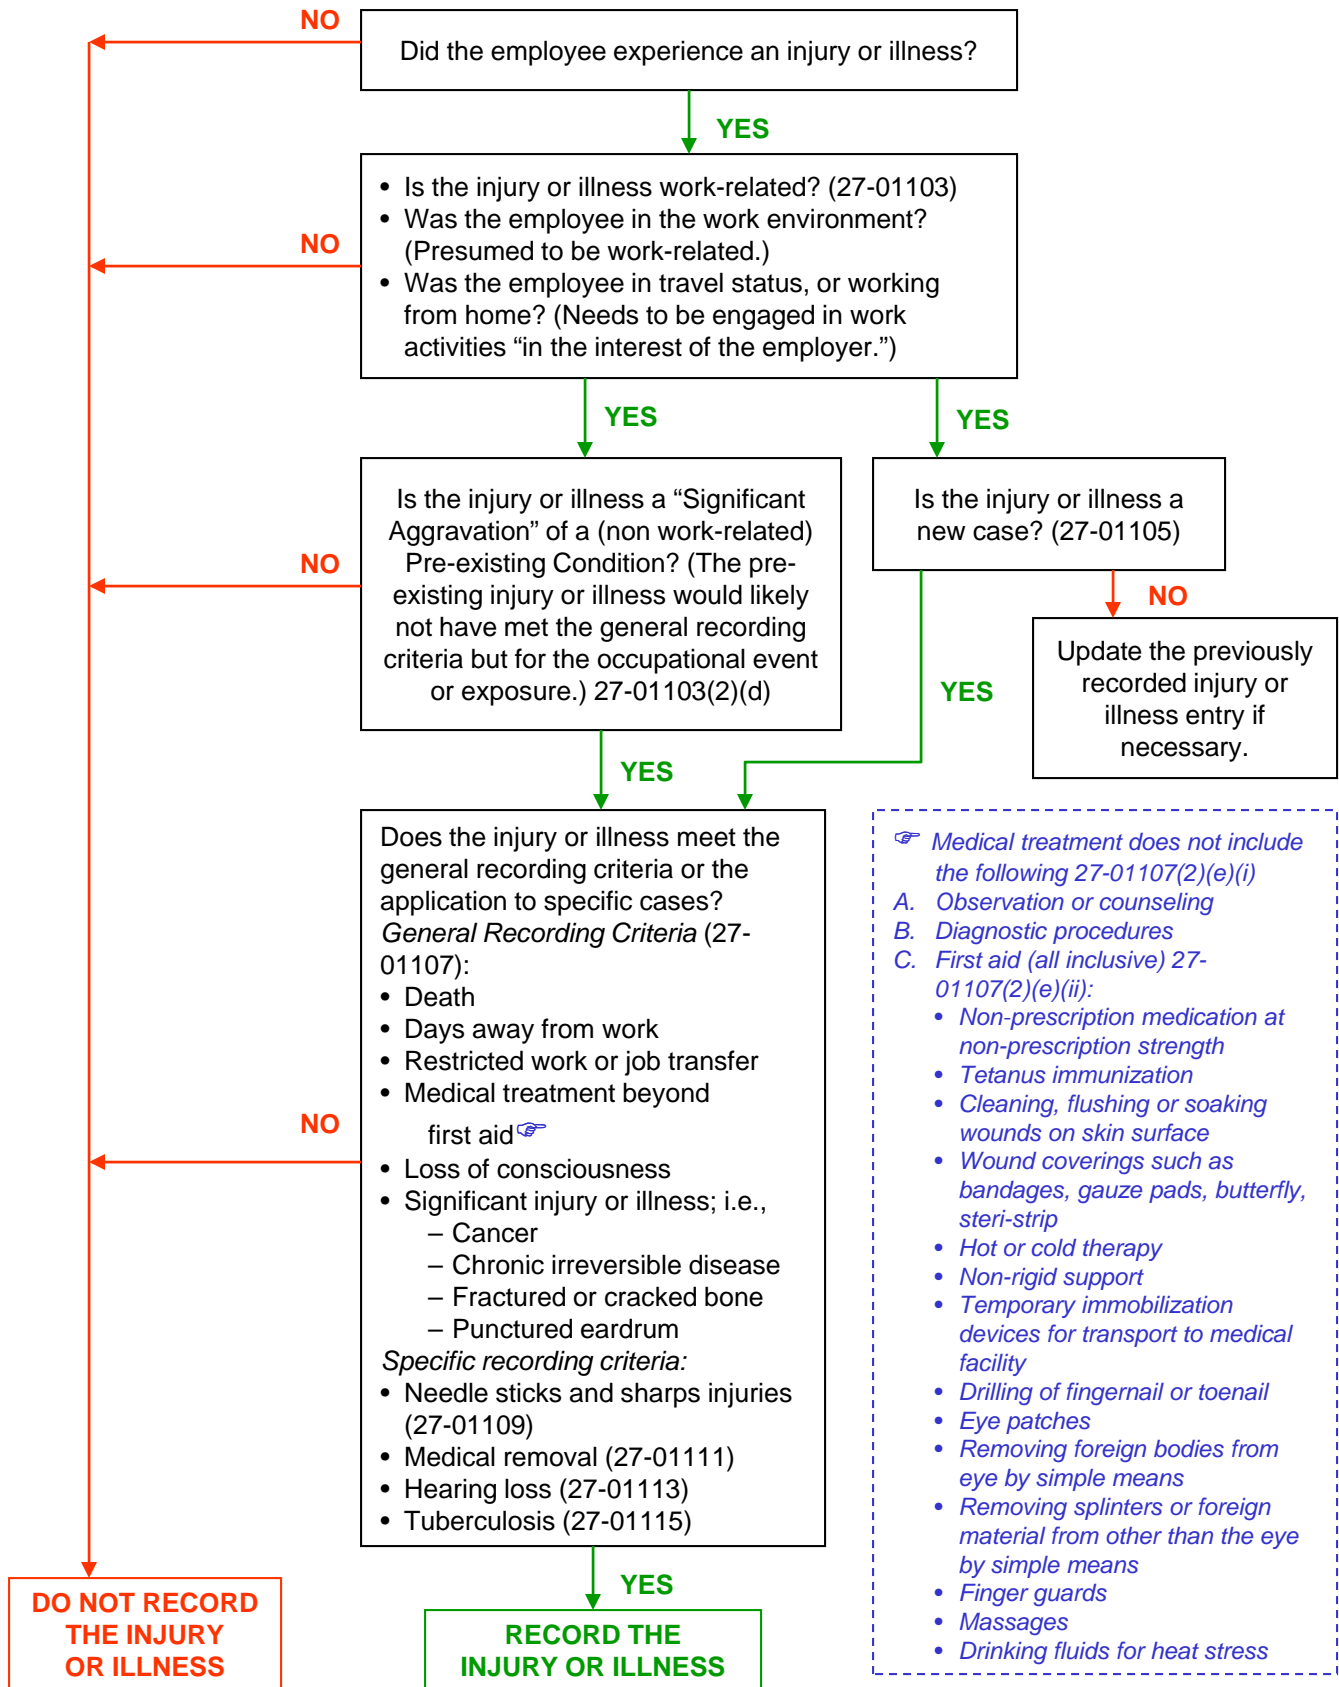 NO
Did the employee experience an injury or illness?
YES
• Is the injury or illness work-related? (27-01103)
• Was the employee in the work environment?
(Presumed to be work-related.)
• Was the employee in travel status, or working
from home? (Needs to be engaged in work
activities “in the interest of the employer.”)
NO
YES
YES
Is the injury or illness a “Significant
Aggravation” of a (non work-related)
Pre-existing Condition? (The pre-
existing injury or illness would likely
not have met the general recording
criteria but for the occupational event
or exposure.) 27-01103(2)(d)
NO
Is the injury or illness a
new case? (27-01105)
NO
Update the previously
recorded injury or
illness entry if
necessary.
YES
YES
Does the injury or illness meet the
general recording criteria or the
application to specific cases?
General Recording Criteria (27-
01107):
• Death
• Days away from work
• Restricted work or job transfer
• Medical treatment beyond
first aid☞
• Loss of consciousness
• Significant injury or illness; i.e.,
– Cancer
– Chronic irreversible disease
– Fractured or cracked bone
– Punctured eardrum
Specific recording criteria:
• Needle sticks and sharps injuries
(27-01109)
• Medical removal (27-01111)
• Hearing loss (27-01113)
• Tuberculosis (27-01115)
NO
☞ Medical treatment does not include
the following 27-01107(2)(e)(i)
A. Observation or counseling
B. Diagnostic procedures
C. First aid (all inclusive) 27-
01107(2)(e)(ii):
• Non-prescription medication at
non-prescription strength
• Tetanus immunization
• Cleaning, flushing or soaking
wounds on skin surface
• Wound coverings such as
bandages, gauze pads, butterfly,
steri-strip
• Hot or cold therapy
• Non-rigid support
• Temporary immobilization
devices for transport to medical
facility
• Drilling of fingernail or toenail
• Eye patches
• Removing foreign bodies from
eye by simple means
• Removing splinters or foreign
material from other than the eye
by simple means
• Finger guards
• Massages
• Drinking fluids for heat stress
YES
DO NOT RECORD
THE INJURY
OR ILLNESS
RECORD THE
INJURY OR ILLNESS